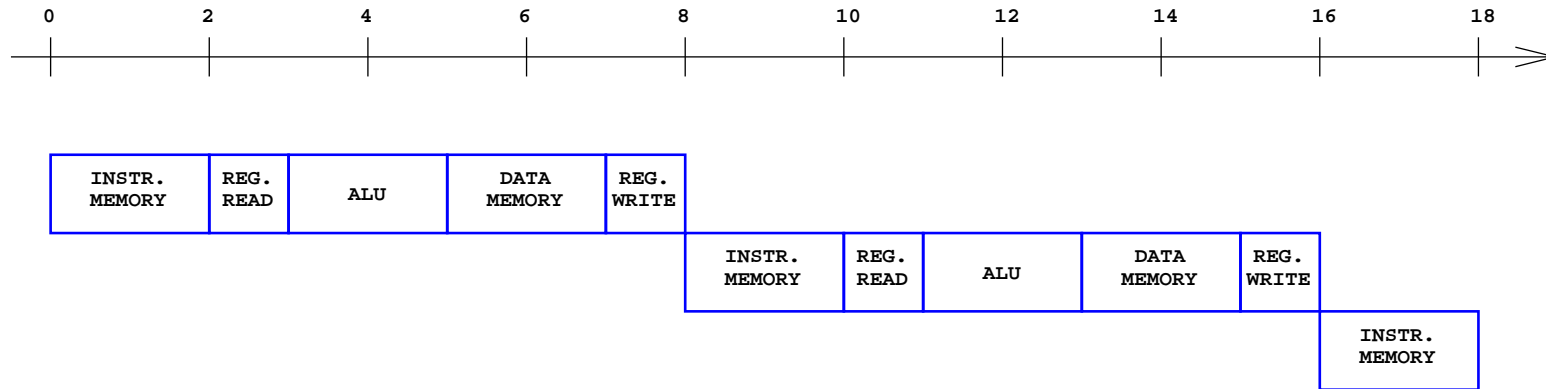 0 2 4 6 8 10 12 14 16 18
INSTR. REG. DATA REG.
MEMORY READ ALU MEMORY WRITE
INSTR. REG. DATA REG.
MEMORY READ ALU MEMORY WRITE
INSTR.
MEMORY